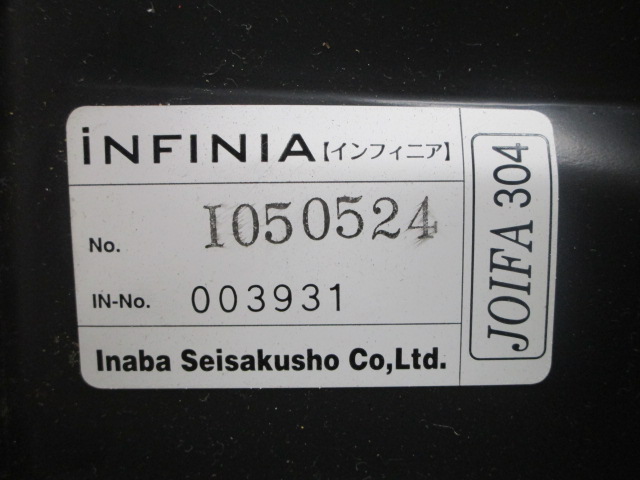 iNFINIA【インフィニア】
No. I050524
IN-No. 003931
Inaba Seisakusho Co,Ltd.
JOIFA 304